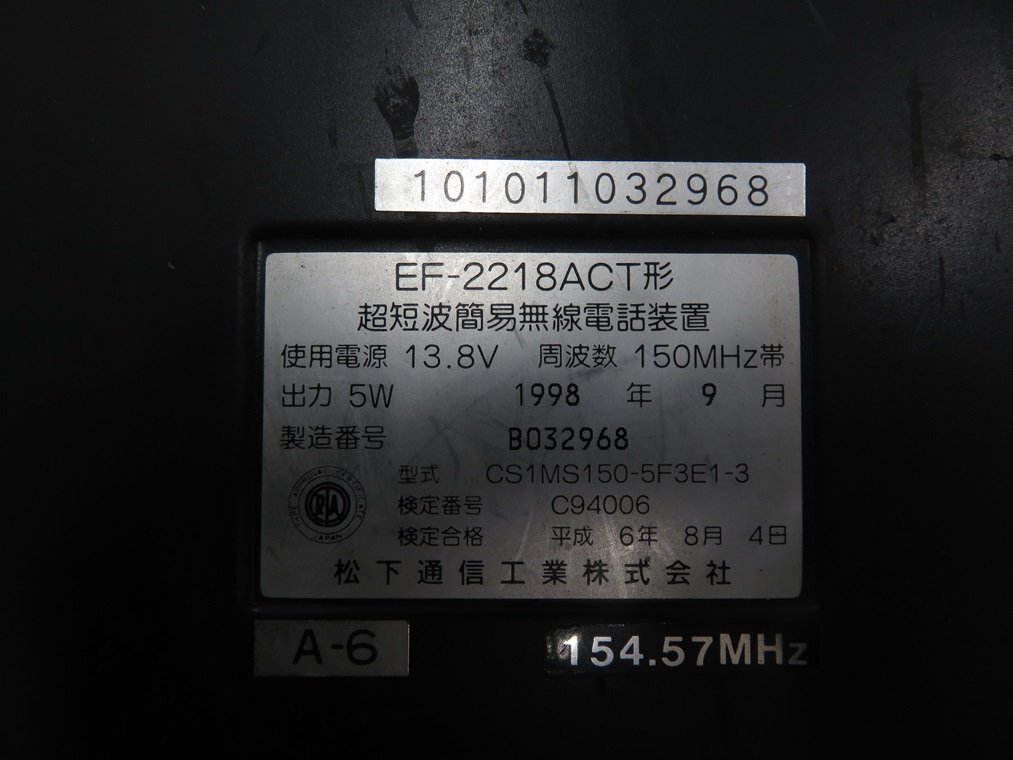 101011032968
EF-2218ACT形
超短波簡易無線電話装置
使用電源 13.8V 周波数 150MHz帯
出力 5W 1998 年 9 月
製造番号 B032968
型式 CS1MS150-5F3E1-3
TYPE APPROVAL CERTIFICATE
JAPAN
検定番号 C94006
検定合格 平成 6年 8月 4日
松下通信工業株式会社
A-6
154.57MHz